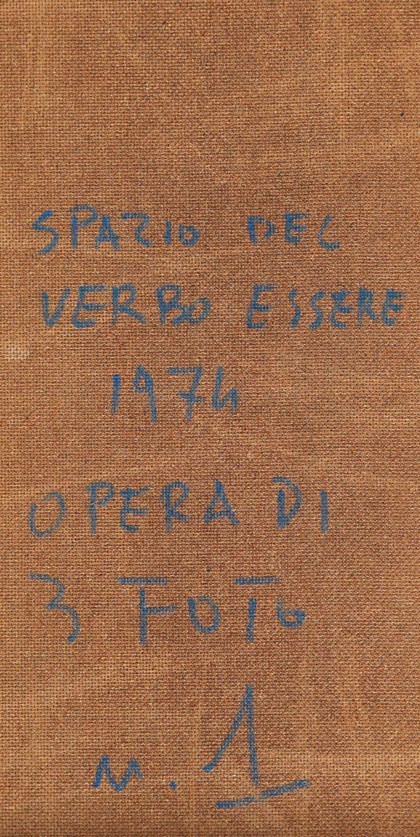 SPAZIO DEL
VERBO ESSERE
1974
OPERA DI
3 FOTO
n. 1